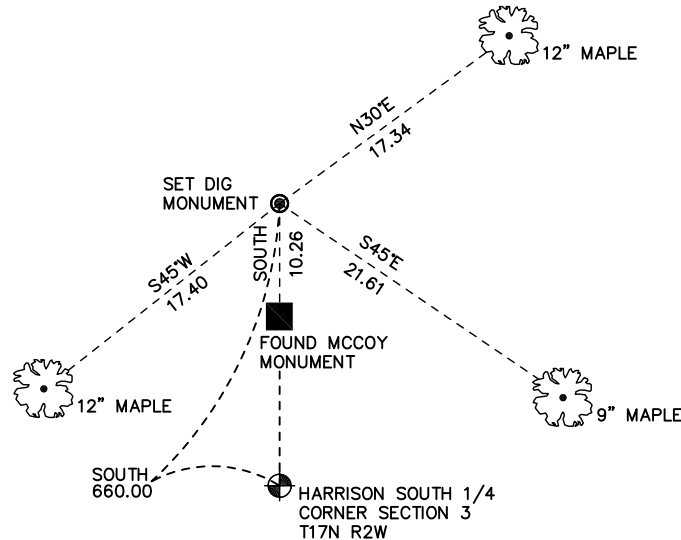 12" MAPLE
N30°E
17.34
SET DIG
MONUMENT
SOUTH
10.26
S45°W
17.40
S45°E
21.61
FOUND MCCOY
MONUMENT
12" MAPLE
9" MAPLE
SOUTH
660.00
HARRISON SOUTH 1/4
CORNER SECTION 3
T17N R2W